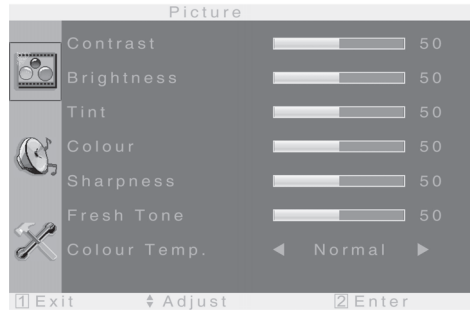 Picture
Contrast 50
Brightness 50
Tint 50
Colour 50
Sharpness 50
Fresh Tone 50
Colour Temp. Normal
1 Exit Adjust 2 Enter